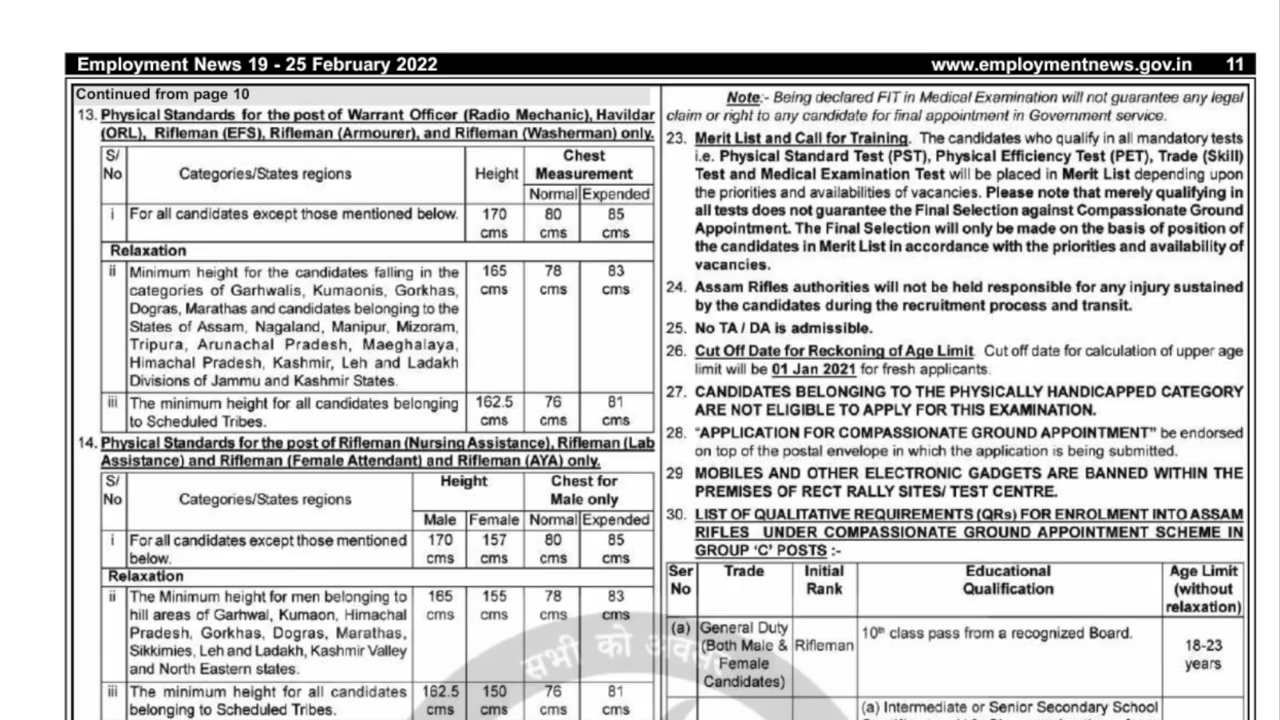 Employment News 19 - 25 February 2022 www.employmentnews.gov.in 11
Continued from page 10
13. Physical Standards for the post of Warrant Officer (Radio Mechanic), Havildar
(ORL), Rifleman (EFS), Rifleman (Armourer), and Rifleman (Washerman) only.
S/ No Categories/States regions Height Chest Measurement
Normal Expended
i For all candidates except those mentioned below. 170 80 85
cms cms cms
Relaxation
ii Minimum height for the candidates falling in the 165 78 83
categories of Garhwalis, Kumaonis, Gorkhas, cms cms cms
Dogras, Marathas and candidates belonging to the
States of Assam, Nagaland, Manipur, Mizoram,
Tripura, Arunachal Pradesh, Maeghalaya,
Himachal Pradesh, Kashmir, Leh and Ladakh
Divisions of Jammu and Kashmir States.
iii The minimum height for all candidates belonging 162.5 76 81
to Scheduled Tribes. cms cms cms
14. Physical Standards for the post of Rifleman (Nursing Assistance), Rifleman (Lab
Assistance) and Rifleman (Female Attendant) and Rifleman (AYA) only.
S/ No Categories/States regions Height Chest for Male only
Male Female Normal Expended
i For all candidates except those mentioned 170 157 80 85
below. cms cms cms cms
Relaxation
ii The Minimum height for men belonging to 165 155 78 83
hill areas of Garhwal, Kumaon, Himachal cms cms cms cms
Pradesh, Gorkhas, Dogras, Marathas,
Sikkimies, Leh and Ladakh, Kashmir Valley
and North Eastern states.
iii The minimum height for all candidates 162.5 150 76 81
belonging to Scheduled Tribes. cms cms cms cms
Note:- Being declared FIT in Medical Examination will not guarantee any legal
claim or right to any candidate for final appointment in Government service.
23. Merit List and Call for Training. The candidates who qualify in all mandatory tests
i.e. Physical Standard Test (PST), Physical Efficiency Test (PET), Trade (Skill)
Test and Medical Examination Test will be placed in Merit List depending upon
the priorities and availabilities of vacancies. Please note that merely qualifying in
all tests does not guarantee the Final Selection against Compassionate Ground
Appointment. The Final Selection will only be made on the basis of position of
the candidates in Merit List in accordance with the priorities and availability of
vacancies.
24. Assam Rifles authorities will not be held responsible for any injury sustained
by the candidates during the recruitment process and transit.
25. No TA / DA is admissible.
26. Cut Off Date for Reckoning of Age Limit. Cut off date for calculation of upper age
limit will be 01 Jan 2021 for fresh applicants.
27. CANDIDATES BELONGING TO THE PHYSICALLY HANDICAPPED CATEGORY
ARE NOT ELIGIBLE TO APPLY FOR THIS EXAMINATION.
28. "APPLICATION FOR COMPASSIONATE GROUND APPOINTMENT" be endorsed
on top of the postal envelope in which the application is being submitted.
29 MOBILES AND OTHER ELECTRONIC GADGETS ARE BANNED WITHIN THE
PREMISES OF RECT RALLY SITES/ TEST CENTRE.
30. LIST OF QUALITATIVE REQUIREMENTS (QRs) FOR ENROLMENT INTO ASSAM
RIFLES UNDER COMPASSIONATE GROUND APPOINTMENT SCHEME IN
GROUP 'C' POSTS :-
Ser No Trade Initial Rank Educational Qualification Age Limit (without relaxation)
(a) General Duty (Both Male & Female Candidates) Rifleman 10th class pass from a recognized Board. 18-23 years
(a) Intermediate or Senior Secondary School
सभी को अवसर